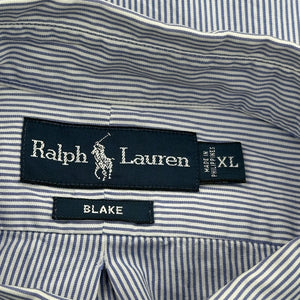 Ralph Lauren
MADE IN
PHILIPPINES
XL
BLAKE